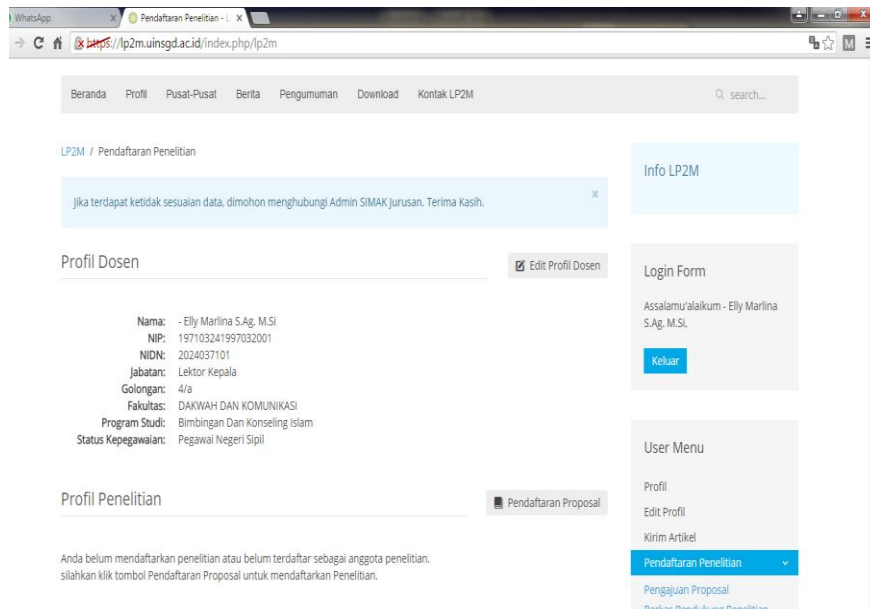 WhatsApp
Pendaftaran Penelitian - L
https://lp2m.uinsgd.ac.id/index.php/lp2m
Beranda Profil Pusat-Pusat Berita Pengumuman Download Kontak LP2M
search...
LP2M / Pendaftaran Penelitian
Jika terdapat ketidak sesuaian data, dimohon menghubungi Admin SIMAK Jurusan. Terima Kasih.
x
Profil Dosen
Edit Profil Dosen
Nama: - Elly Marlina S.Ag. M.Si
NIP: 197103241997032001
NIDN: 2024037101
Jabatan: Lektor Kepala
Golongan: 4/a
Fakultas: DAKWAH DAN KOMUNIKASI
Program Studi: Bimbingan Dan Konseling Islam
Status Kepegawaian: Pegawai Negeri Sipil
Profil Penelitian
Pendaftaran Proposal
Anda belum mendaftarkan penelitian atau belum terdaftar sebagai anggota penelitian.
silahkan klik tombol Pendaftaran Proposal untuk mendaftarkan Penelitian.
Info LP2M
Login Form
Assalamu'alaikum - Elly Marlina
S.Ag. M.Si,
Keluar
User Menu
Profil
Edit Profil
Kirim Artikel
Pendaftaran Penelitian
Pengajuan Proposal
Berkas Pendukung Penelitian